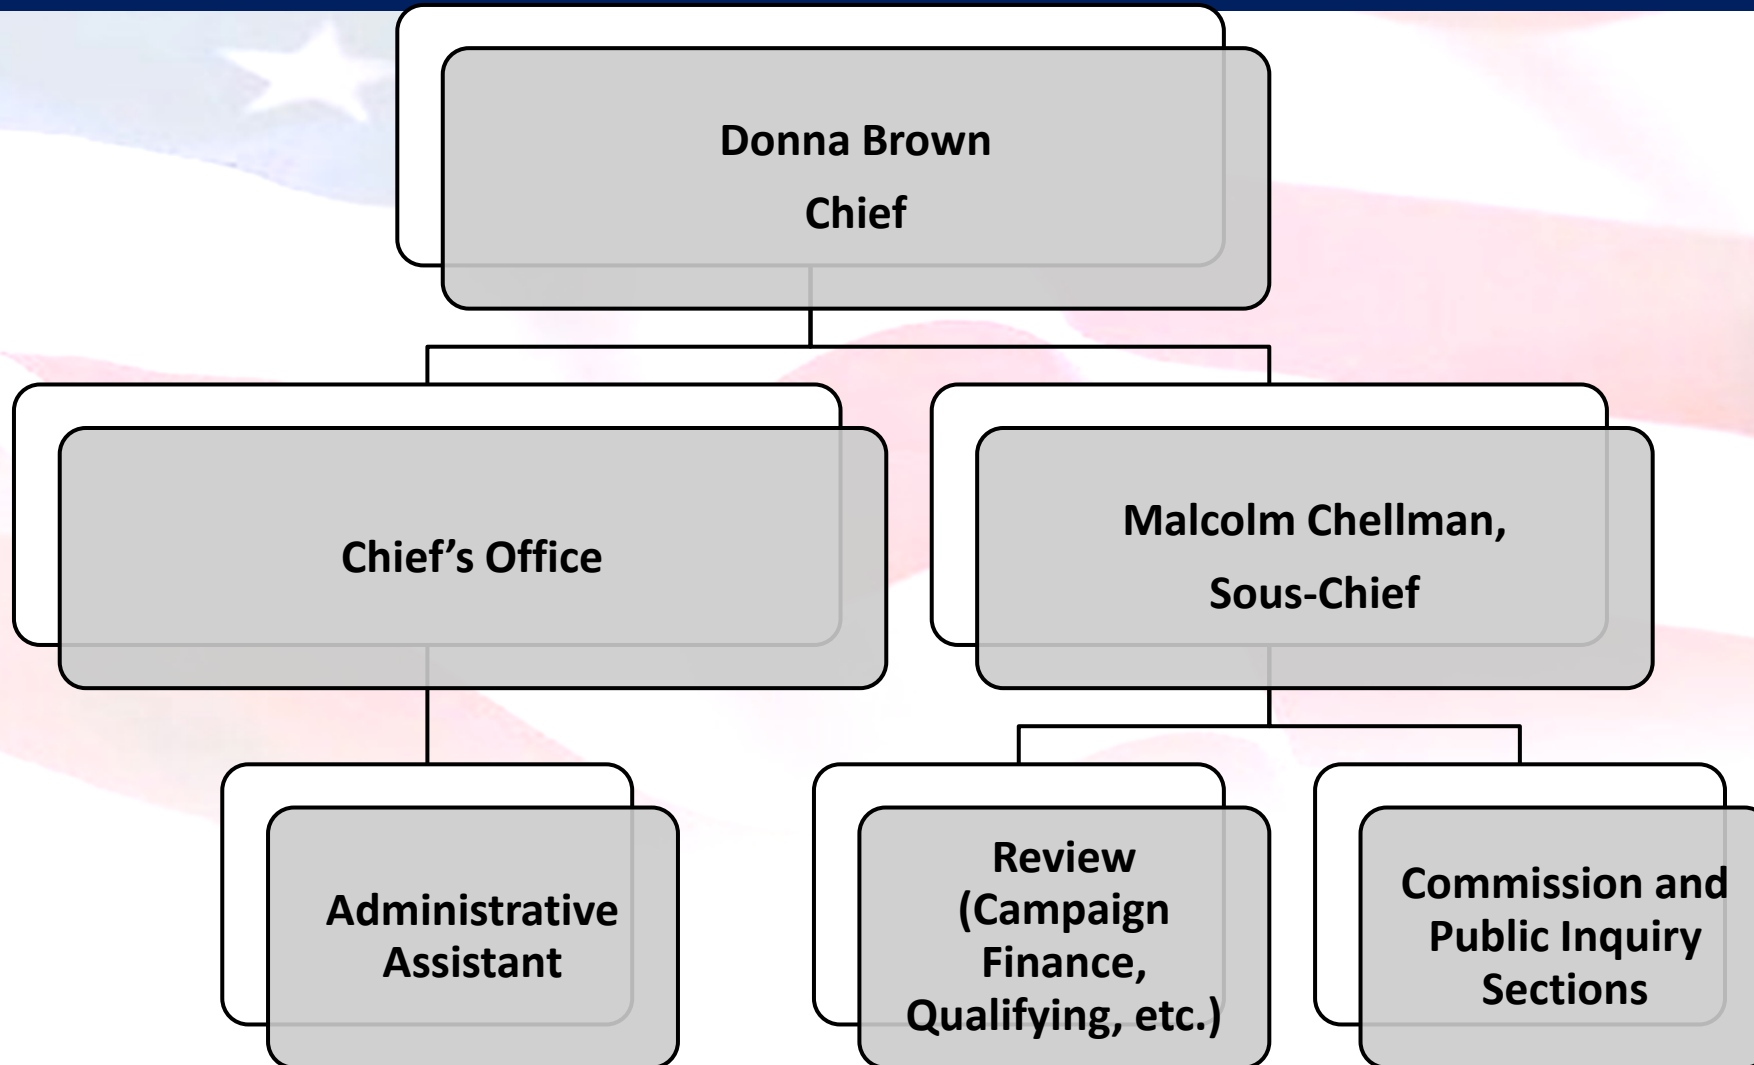 Donna Brown
Chief
Chief’s Office
Malcolm Chellman,
Sous-Chief
Administrative
Assistant
Review
(Campaign
Finance,
Qualifying, etc.)
Commission and
Public Inquiry
Sections